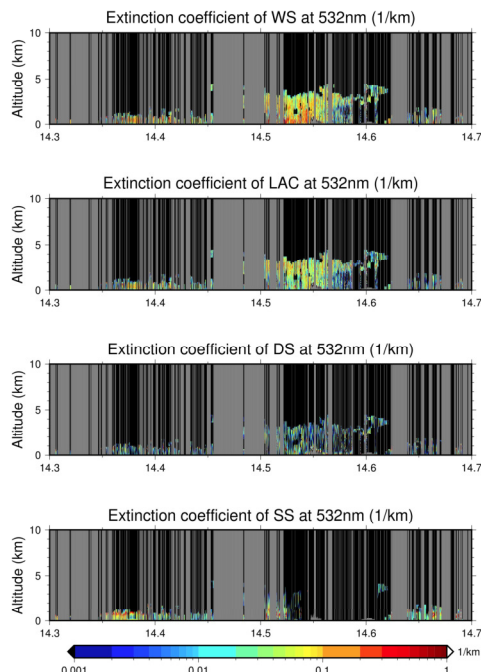 Extinction coefficient of WS at 532nm (1/km)
Altitude (km)
10
5
0
14.3 14.4 14.5 14.6 14.7
Extinction coefficient of LAC at 532nm (1/km)
Altitude (km)
10
5
0
14.3 14.4 14.5 14.6 14.7
Extinction coefficient of DS at 532nm (1/km)
Altitude (km)
10
5
0
14.3 14.4 14.5 14.6 14.7
Extinction coefficient of SS at 532nm (1/km)
Altitude (km)
10
5
0
14.3 14.4 14.5 14.6 14.7
1/km
0.001 0.01 0.1 1